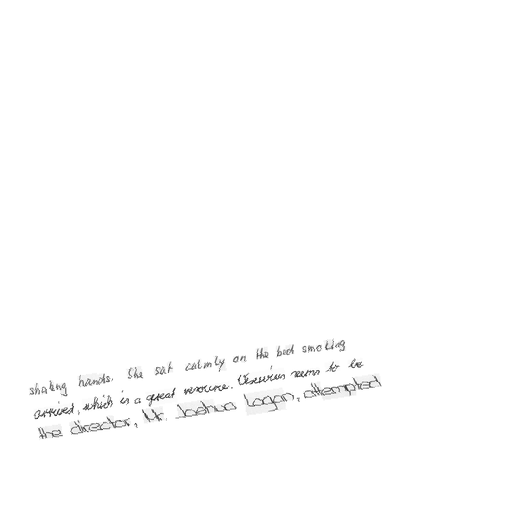 shaking hands. She sat calmly on the bed smoking
arrived, which is a great resource. Vesuvius seems to be
the director, Mr. Joshua Logan, attempted